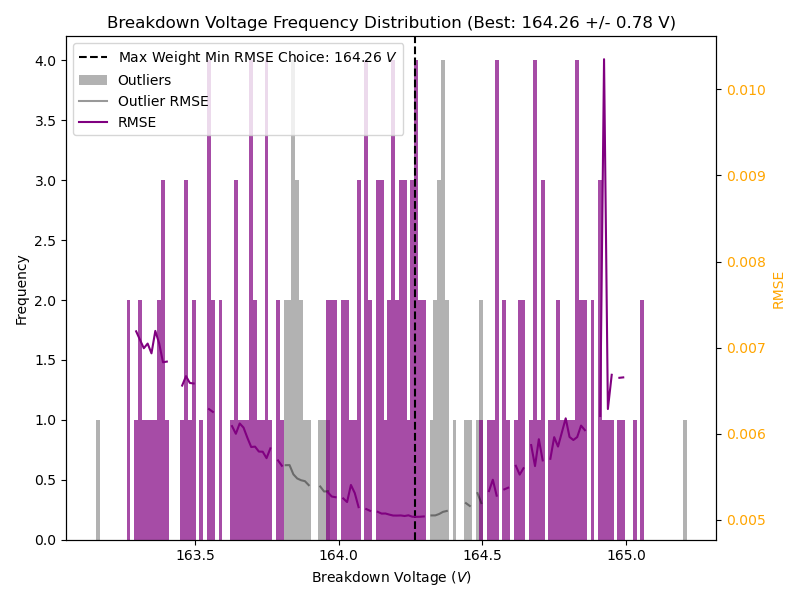 Breakdown Voltage Frequency Distribution (Best: 164.26 +/- 0.78 V)
Max Weight Min RMSE Choice: 164.26 V
Outliers
Outlier RMSE
RMSE
4.0
3.5
3.0
2.5
2.0
1.5
1.0
0.5
0.0
Frequency
0.010
0.009
0.008
0.007
0.006
0.005
RMSE
163.5
164.0
164.5
165.0
Breakdown Voltage (V)